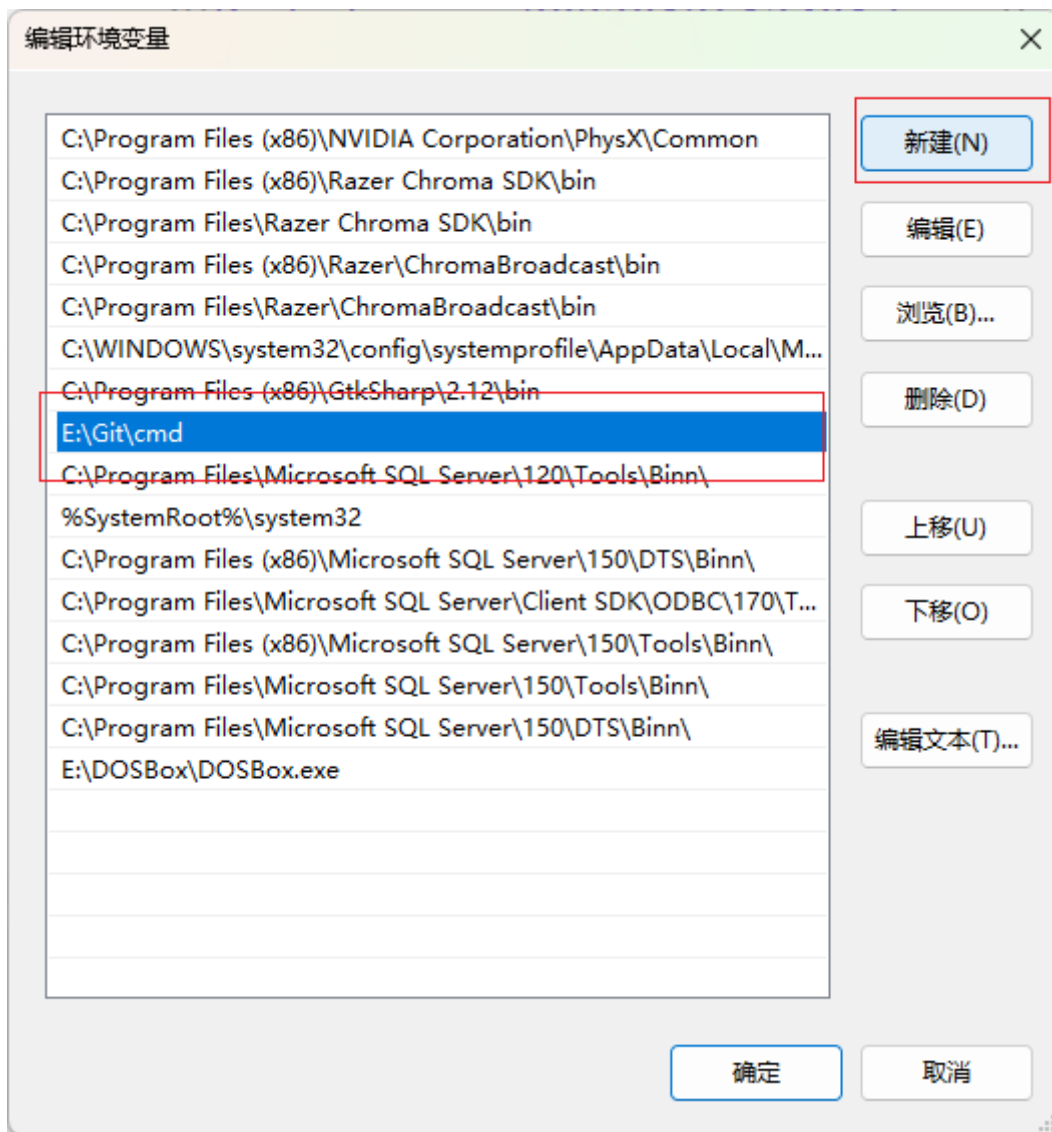 编辑环境变量
C:\Program Files (x86)\NVIDIA Corporation\PhysX\Common
新建(N)
C:\Program Files (x86)\Razer Chroma SDK\bin
C:\Program Files\Razer Chroma SDK\bin
编辑(E)
C:\Program Files (x86)\Razer\ChromaBroadcast\bin
C:\Program Files\Razer\ChromaBroadcast\bin
浏览(B)...
C:\WINDOWS\system32\config\systemprofile\AppData\Local\M...
C:\Program Files (x86)\GtkSharp\2.12\bin
删除(D)
E:\Git\cmd
C:\Program Files\Microsoft SQL Server\120\Tools\Binn\
%SystemRoot%\system32
上移(U)
C:\Program Files (x86)\Microsoft SQL Server\150\DTS\Binn\
C:\Program Files\Microsoft SQL Server\Client SDK\ODBC\170\T...
下移(O)
C:\Program Files (x86)\Microsoft SQL Server\150\Tools\Binn\
C:\Program Files\Microsoft SQL Server\150\Tools\Binn\
C:\Program Files\Microsoft SQL Server\150\DTS\Binn\
编辑文本(T)...
E:\DOSBox\DOSBox.exe
确定
取消